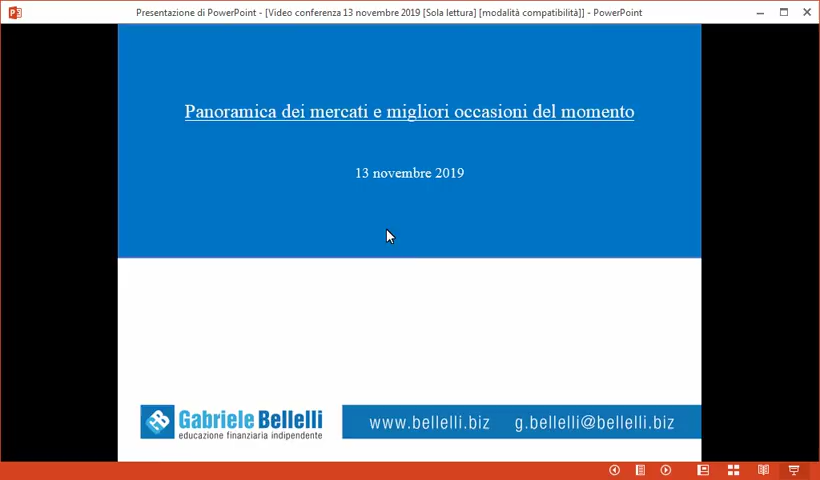 Presentazione di PowerPoint - [Video conferenza 13 novembre 2019 [Sola lettura] [modalità compatibilità]] - PowerPoint
Panoramica dei mercati e migliori occasioni del momento
13 novembre 2019
Gabriele Bellelli
educazione finanziaria indipendente
www.bellelli.biz g.bellelli@bellelli.biz